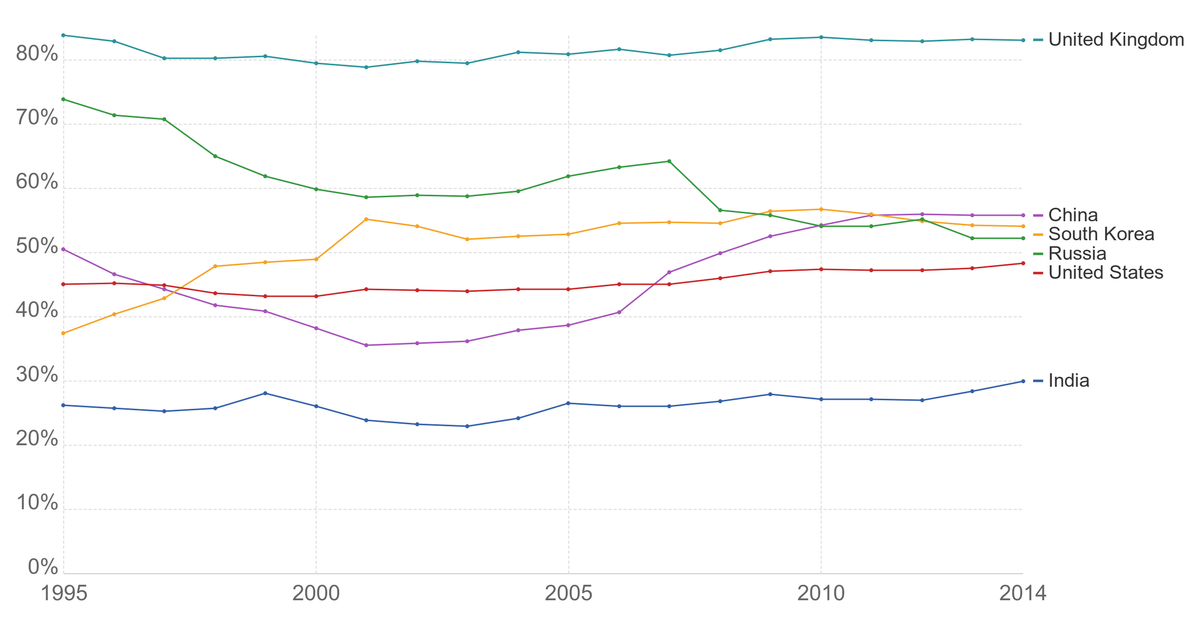 80%
70%
60%
50%
40%
30%
20%
10%
0%
1995 2000 2005 2010 2014
United Kingdom
China
South Korea
Russia
United States
India